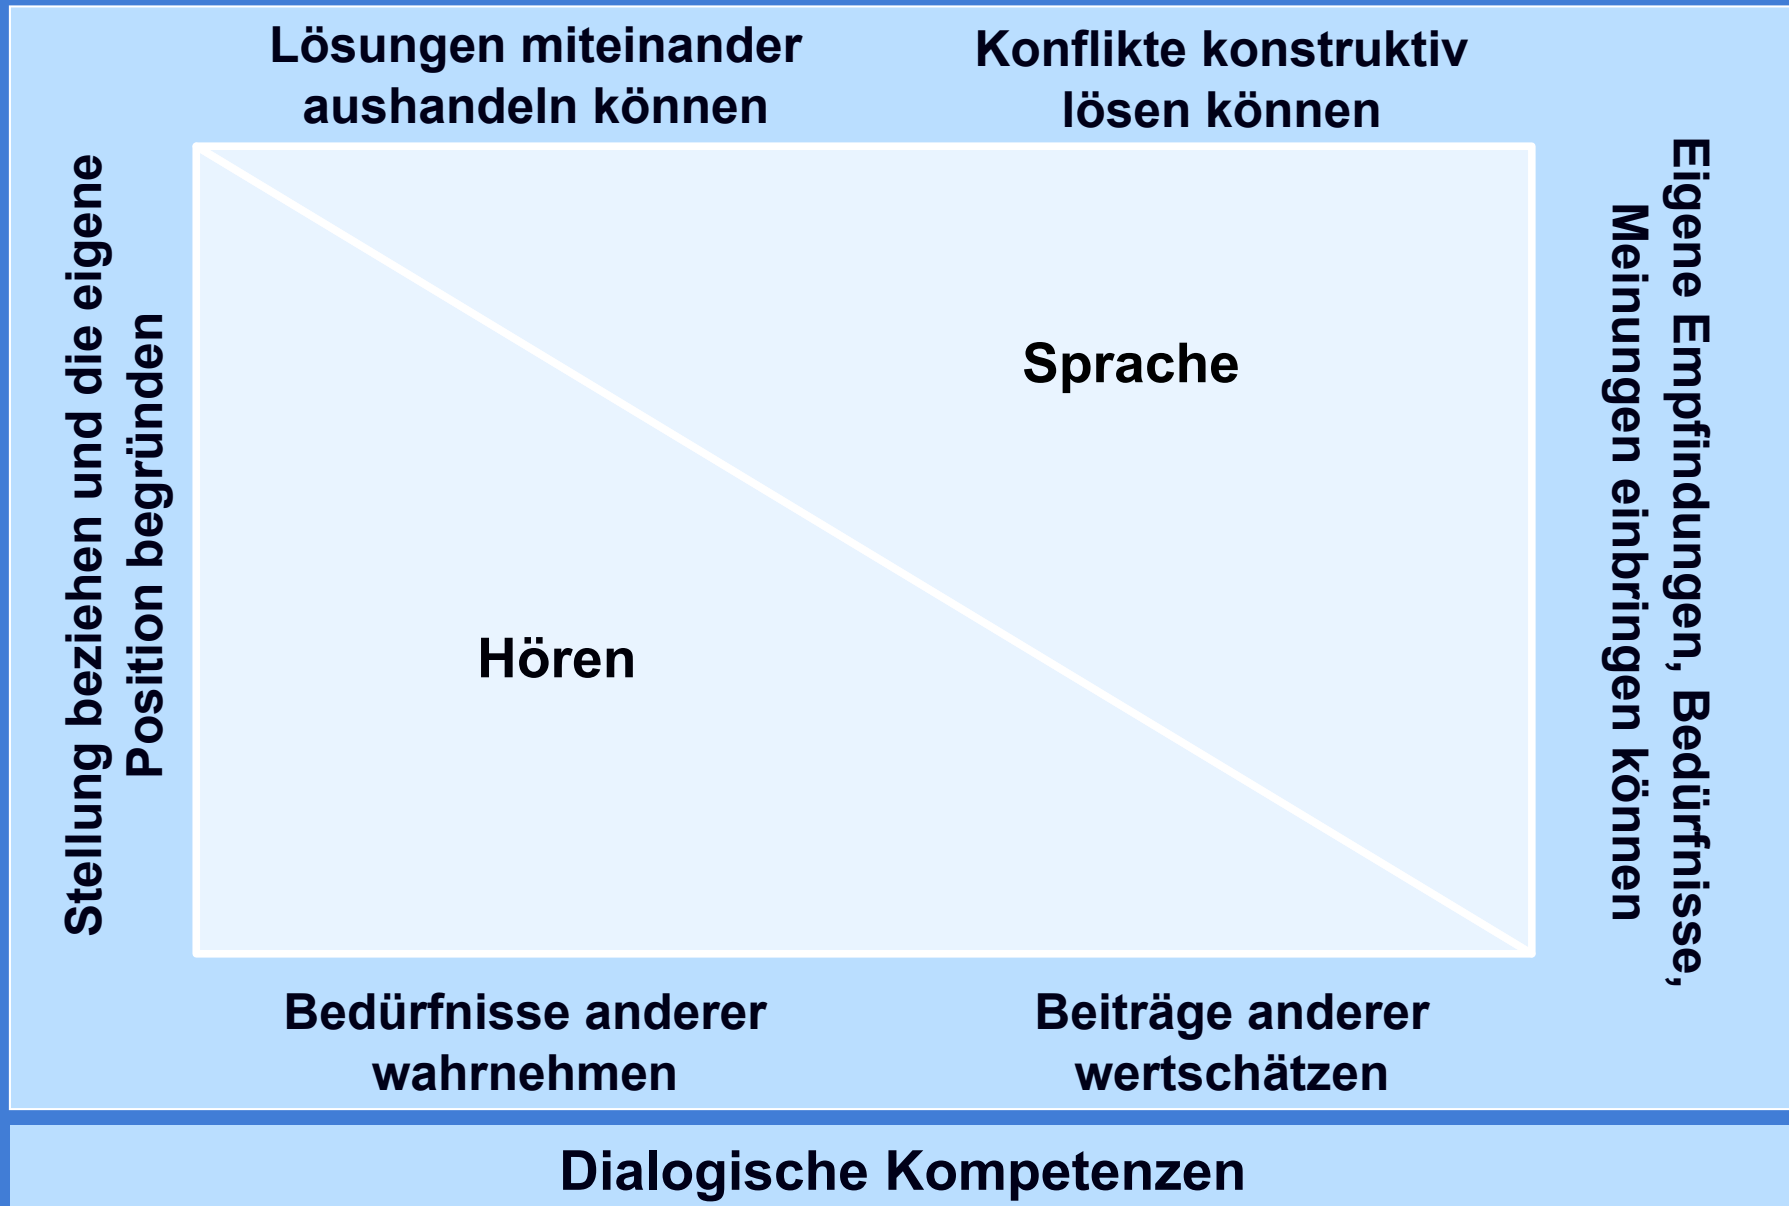 Lösungen miteinander
aushandeln können
Konflikte konstruktiv
lösen können
Stellung beziehen und die eigene
Position begründen
Eigene Empfindungen, Bedürfnisse,
Meinungen einbringen können
Sprache
Hören
Bedürfnisse anderer
wahrnehmen
Beiträge anderer
wertschätzen
Dialogische Kompetenzen